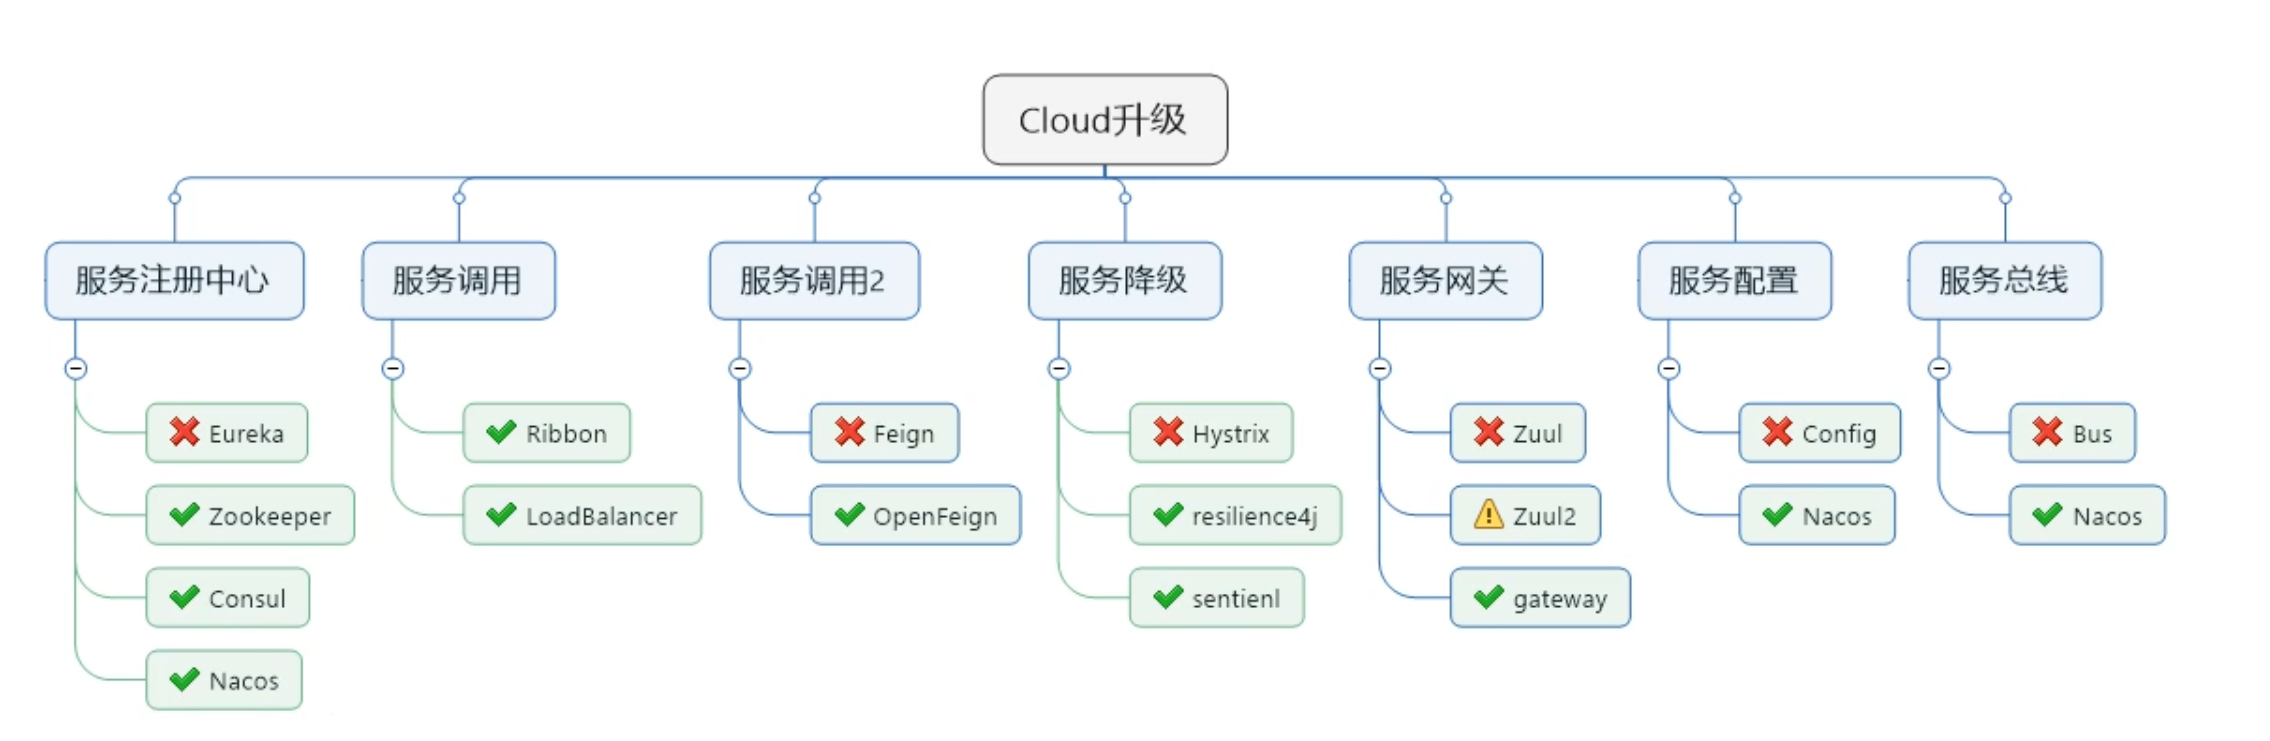 Cloud升级
服务注册中心
服务调用
服务调用2
服务降级
服务网关
服务配置
服务总线
Eureka
Zookeeper
Consul
Nacos
Ribbon
LoadBalancer
Feign
OpenFeign
Hystrix
resilience4j
sentienl
Zuul
Zuul2
gateway
Config
Nacos
Bus
Nacos